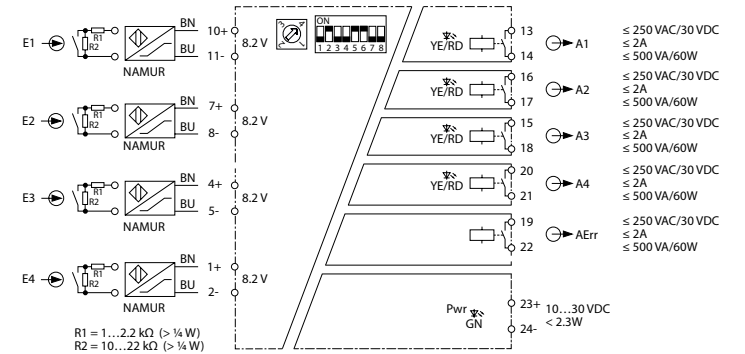 ON
1 2 3 4 5 6 7 8
E1
R1
R2
NAMUR
BN
10+
BU
11-
8.2 V
E2
R1
R2
NAMUR
BN
7+
BU
8-
8.2 V
E3
R1
R2
NAMUR
BN
4+
BU
5-
8.2 V
E4
R1
R2
NAMUR
BN
1+
BU
2-
8.2 V
R1 = 1…2.2 kΩ (> ¼ W)
R2 = 10…22 kΩ (> ¼ W)
YE/RD
13
14
A1
≤ 250 VAC/30 VDC
≤ 2A
≤ 500 VA/60W
YE/RD
16
17
A2
≤ 250 VAC/30 VDC
≤ 2A
≤ 500 VA/60W
YE/RD
15
18
A3
≤ 250 VAC/30 VDC
≤ 2A
≤ 500 VA/60W
YE/RD
20
21
A4
≤ 250 VAC/30 VDC
≤ 2A
≤ 500 VA/60W
19
22
AErr
≤ 250 VAC/30 VDC
≤ 2A
≤ 500 VA/60W
Pwr
GN
23+
24-
10…30 VDC
< 2.3W